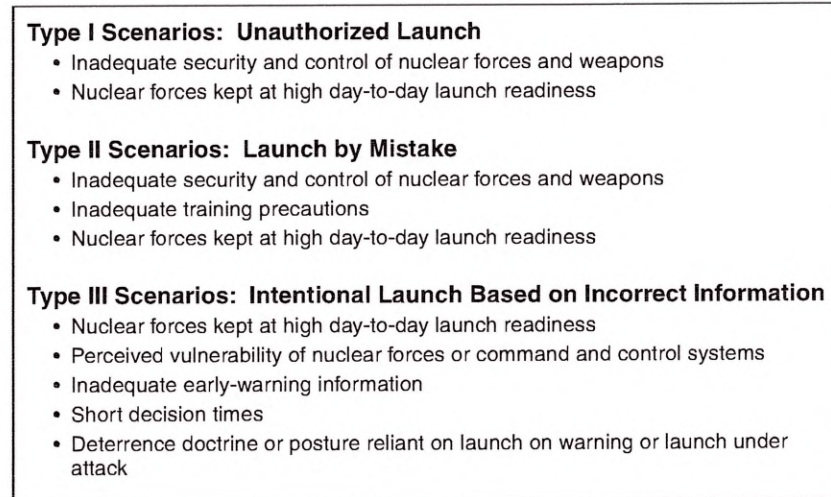 Type I Scenarios: Unauthorized Launch
• Inadequate security and control of nuclear forces and weapons
• Nuclear forces kept at high day-to-day launch readiness
Type II Scenarios: Launch by Mistake
• Inadequate security and control of nuclear forces and weapons
• Inadequate training precautions
• Nuclear forces kept at high day-to-day launch readiness
Type III Scenarios: Intentional Launch Based on Incorrect Information
• Nuclear forces kept at high day-to-day launch readiness
• Perceived vulnerability of nuclear forces or command and control systems
• Inadequate early-warning information
• Short decision times
• Deterrence doctrine or posture reliant on launch on warning or launch under
attack